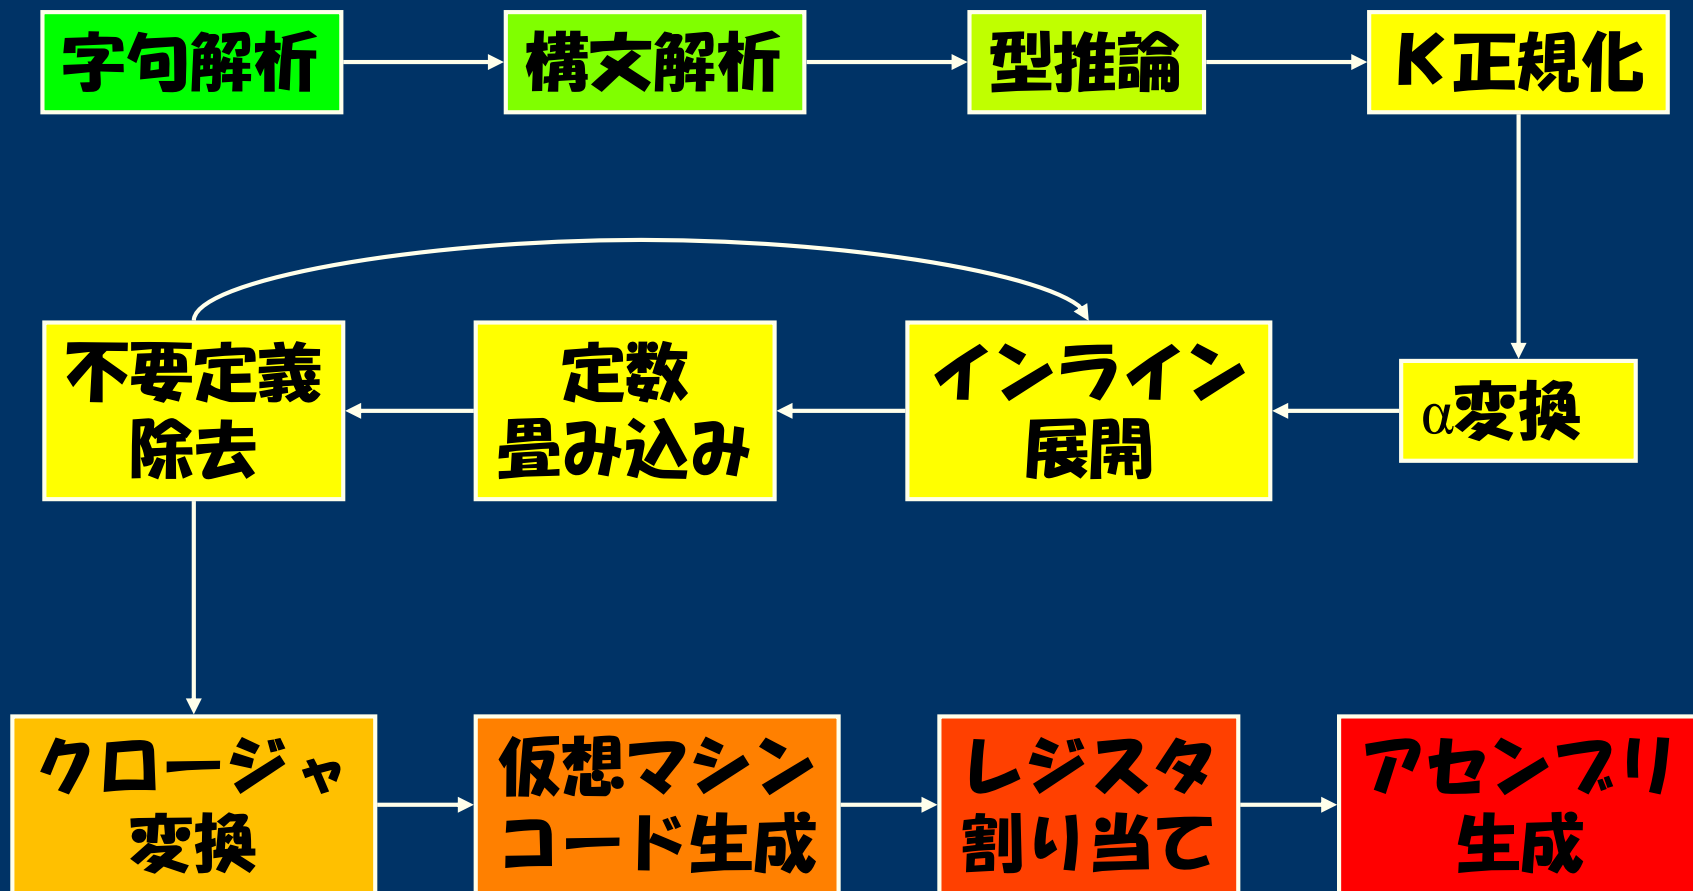 字句解析
構文解析
型推論
K正規化
不要定義
除去
定数
畳み込み
インライン
展開
α変換
クロージャ
変換
仮想マシン
コード生成
レジスタ
割り当て
アセンブリ
生成